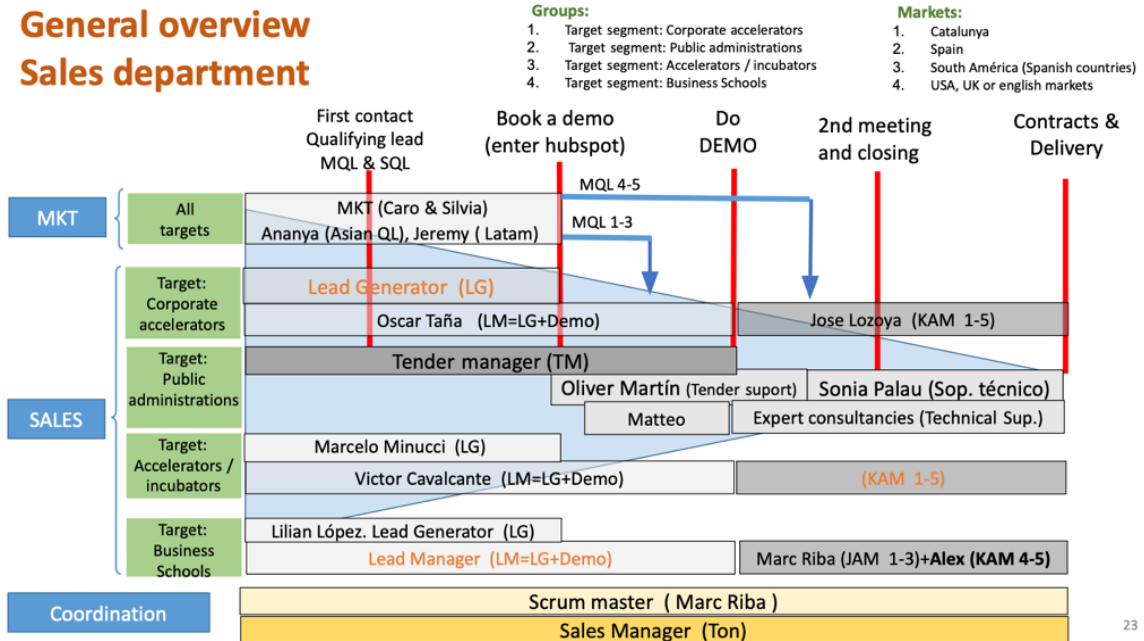 General overview
Sales department
Groups:
1. Target segment: Corporate accelerators
2. Target segment: Public administrations
3. Target segment: Accelerators / incubators
4. Target segment: Business Schools
Markets:
1. Catalunya
2. Spain
3. South América (Spanish countries)
4. USA, UK or english markets
First contact
Qualifying lead
MQL & SQL
Book a demo
(enter hubspot)
Do
DEMO
2nd meeting
and closing
Contracts &
Delivery
MKT
All
targets
MKT (Caro & Silvia)
Ananya (Asian QL), Jeremy ( Latam)
MQL 4-5
MQL 1-3
SALES
Target:
Corporate
accelerators
Lead Generator (LG)
Oscar Taña (LM=LG+Demo)
Jose Lozoya (KAM 1-5)
Target:
Public
administrations
Tender manager (TM)
Oliver Martín (Tender suport)
Sonia Palau (Sop. técnico)
Matteo
Expert consultancies (Technical Sup.)
Target:
Accelerators /
incubators
Marcelo Minucci (LG)
Victor Cavalcante (LM=LG+Demo)
(KAM 1-5)
Target:
Business
Schools
Lilian López. Lead Generator (LG)
Lead Manager (LM=LG+Demo)
Marc Riba (JAM 1-3)+Alex (KAM 4-5)
Coordination
Scrum master ( Marc Riba )
Sales Manager (Ton)
23